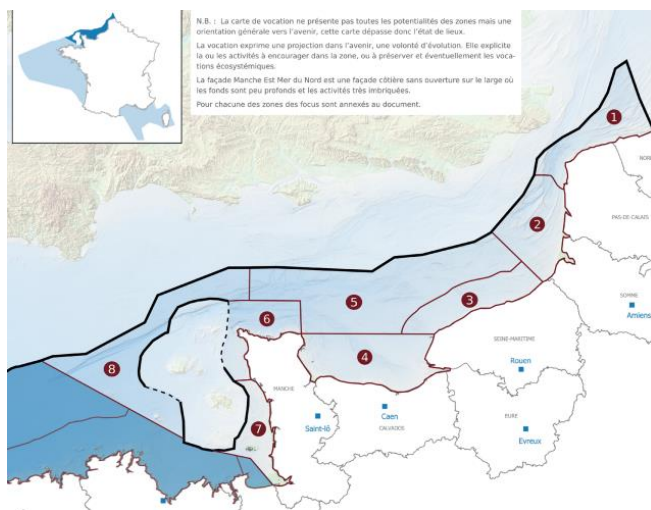 N.B. : La carte de vocation ne présente pas toutes les potentialités des zones mais une
orientation générale vers l'avenir, cette carte dépasse donc l'état de lieux.
La vocation exprime une projection dans l'avenir, une volonté d'évolution. Elle explicite
la ou les activités à encourager dans la zone, ou à préserver et éventuellement les voca-
tions écosystémiques.
La façade Manche Est Mer du Nord est une façade côtière sans ouverture sur le large où
les fonds sont peu profonds et les activités très imbriquées.
Pour chacune des zones des focus sont annexés au document.
1
NOR
PAS-DE-CALAIS
2
3
5
6
SOMME
Amiens
4
SEINE-MARITIME
Rouen
8
MANCHE
Saint-lô
Caen
CALVADOS
EURE
Evreux
7